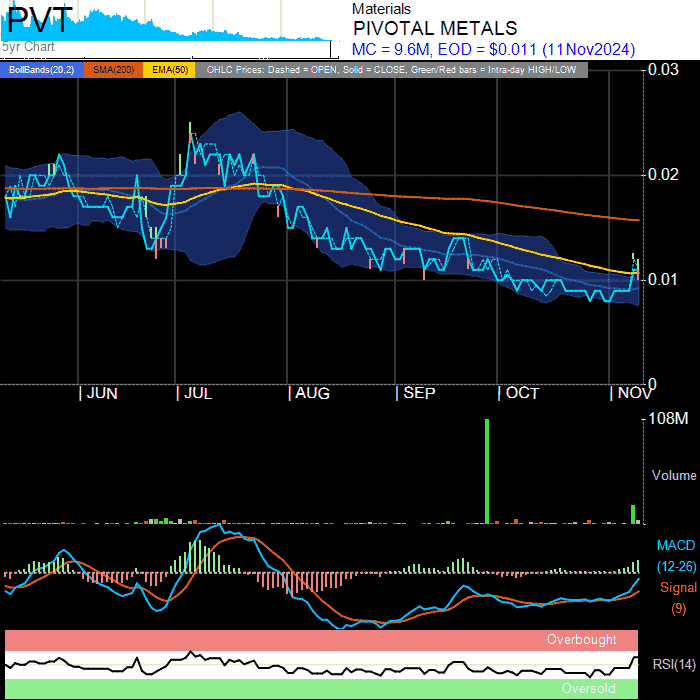 PVT
5yr Chart
Materials
PIVOTAL METALS
MC = 9.6M, EOD = $0.011 (11Nov2024)
BollBands(20,2) SMA(200) EMA(50) OHLC Prices: Dashed = OPEN, Solid = CLOSE, Green/Red bars = Intra-day HIGH/LOW
0.03
0.02
0.01
0
JUN JUL AUG SEP OCT NOV
108M
Volume
MACD
(12-26)
Signal
(9)
Overbought
RSI(14)
Oversold